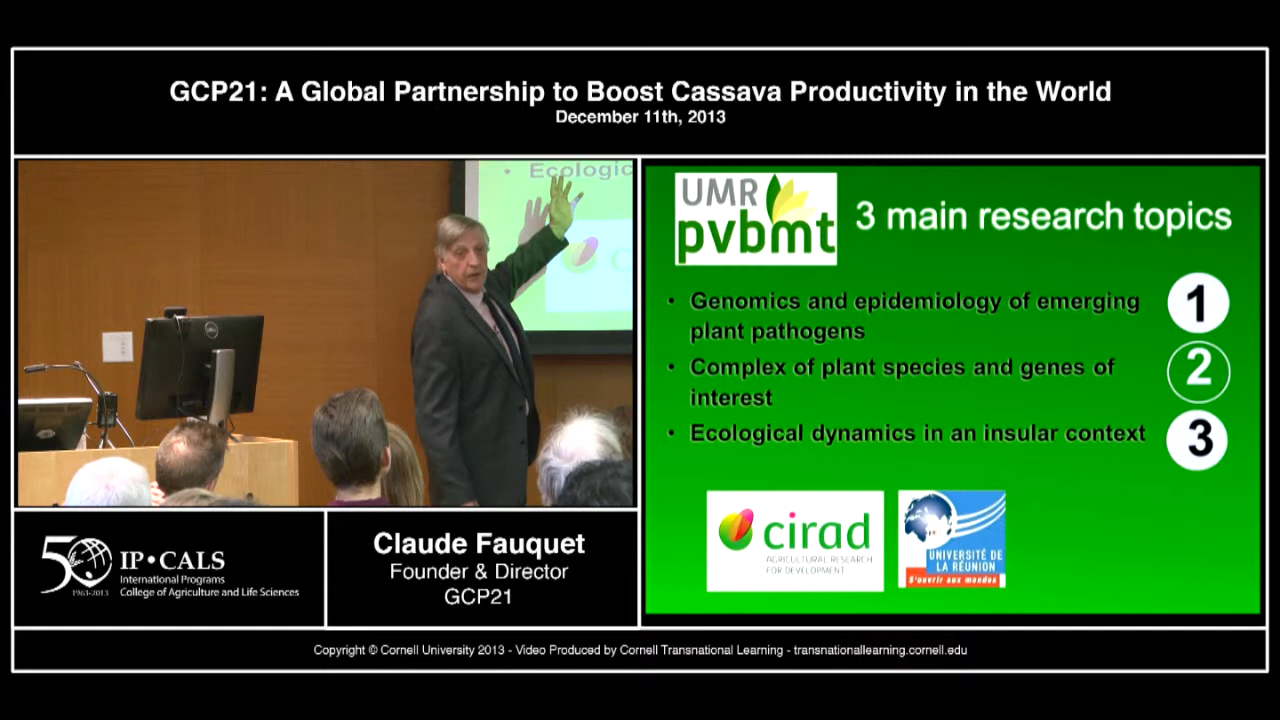 GCP21: A Global Partnership to Boost Cassava Productivity in the World
December 11th, 2013
Ecologic
UMR
pvbmt
3 main research topics
• Genomics and epidemiology of emerging
plant pathogens
1
• Complex of plant species and genes of
interest
2
• Ecological dynamics in an insular context
3
cirad
AGRICULTURAL RESEARCH
FOR DEVELOPMENT
UNIVERSITÉ DE
LA RÉUNION
S'ouvrir aux mondes
50
1963-2013
IP•CALS
International Programs
College of Agriculture and Life Sciences
Claude Fauquet
Founder & Director
GCP21
Copyright © Cornell University 2013 - Video Produced by Cornell Transnational Learning - transnationallearning.cornell.edu